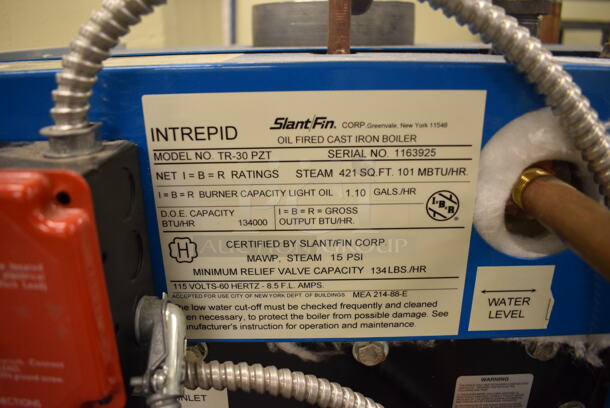 INTREPID Slant/Fin. CORP. Greenvale, New York 11548
OIL FIRED CAST IRON BOILER
MODEL NO. TR-30 PZT SERIAL NO. 1163925
NET I=B=R RATINGS STEAM 421 SQ.FT. 101 MBTU/HR.
I=B=R BURNER CAPACITY LIGHT OIL 1.10 GALS./HR
I=B=R
D.O.E. CAPACITY I=B=R=GROSS
BTU/HR 134000 OUTPUT BTU/HR.
H
CERTIFIED BY SLANT/FIN CORP.
MAWP, STEAM 15 PSI
MINIMUM RELIEF VALVE CAPACITY 134LBS./HR
115 VOLTS-60 HERTZ - 8.5 F.L. AMPS.
ACCEPTED FOR USE CITY OF NEW YORK DEPT. OF BUILDINGS MEA 214-88-E
he low water cut-off must be checked frequently and cleaned
en necessary, to protect the boiler from possible damage. See
nufacturer's instruction for operation and maintenance.
WATER
LEVEL
WARNING
INLET